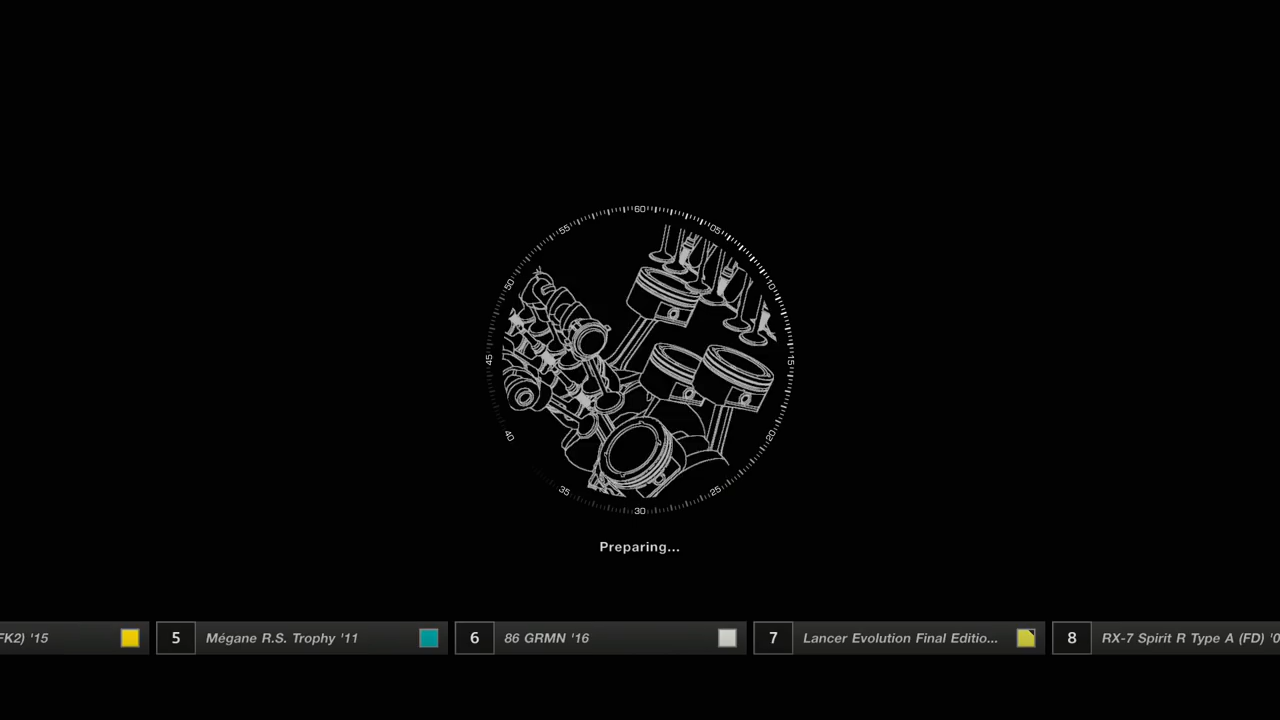 60
55
05
50
10
45
15
40
20
35
25
30
Preparing...
FK2) '15
5 Mégane R.S. Trophy '11
6 86 GRMN '16
7 Lancer Evolution Final Editio...
8 RX-7 Spirit R Type A (FD) '0